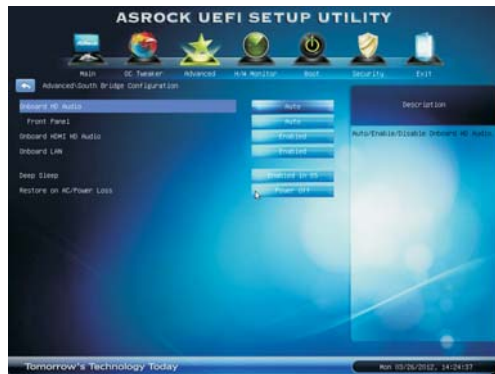 ASROCK UEFI SETUP UTILITY
Main OC Tweaker Advanced H/W Monitor Boot Security Exit
Advanced\South Bridge Configuration
Onboard HD Audio Auto
Front Panel Auto
Onboard HDMI HD Audio Enabled
Onboard LAN Enabled
Deep Sleep Enabled in S5
Restore on AC/Power Loss Power Off
Description
Auto/Enable/Disable Onboard HD Audio.
Tomorrow's Technology Today
Mon 03/26/2012, 14:24:37